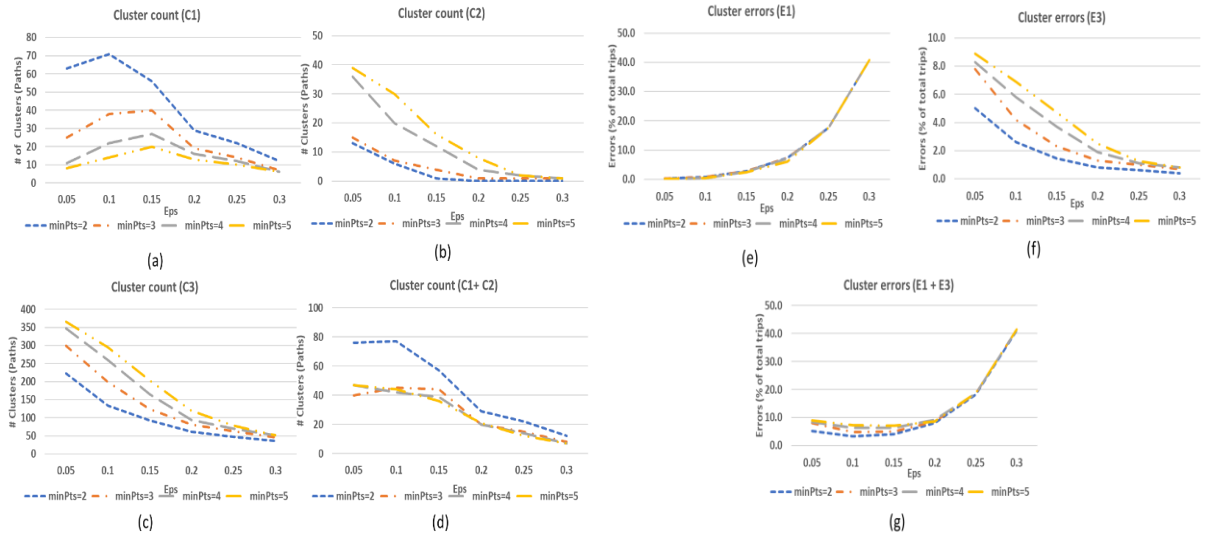 Cluster count (C1)
# of Clusters (Paths)
80
70
60
50
40
30
20
10
0
0.05 0.1 0.15 0.2 0.25 0.3
Eps
minPts=2 minPts=3 minPts=4 minPts=5
(a)
Cluster count (C2)
# Clusters (Paths)
50
40
30
20
10
0
0.05 0.1 0.15 0.2 0.25 0.3
Eps
minPts=2 minPts=3 minPts=4 minPts=5
(b)
Cluster count (C3)
# Clusters (Paths)
400
350
300
250
200
150
100
50
0
0.05 0.1 0.15 0.2 0.25 0.3
Eps
minPts=2 minPts=3 minPts=4 minPts=5
(c)
Cluster count (C1+ C2)
# Clusters (Paths)
100
80
60
40
20
0
0.05 0.1 0.15 0.2 0.25 0.3
Eps
minPts=2 minPts=3 minPts=4 minPts=5
(d)
Cluster errors (E1)
Errors (% of total trips)
50.0
40.0
30.0
20.0
10.0
0.0
0.05 0.1 0.15 0.2 0.25 0.3
Eps
minPts=2 minPts=3 minPts=4 minPts=5
(e)
Cluster errors (E3)
Errors (% of total trips)
10.0
8.0
6.0
4.0
2.0
0.0
0.05 0.1 0.15 0.2 0.25 0.3
Eps
minPts=2 minPts=3 minPts=4 minPts=5
(f)
Cluster errors (E1 + E3)
Errors (% of total trips)
50.0
40.0
30.0
20.0
10.0
0.0
0.05 0.1 0.15 0.2 0.25 0.3
Eps
minPts=2 minPts=3 minPts=4 minPts=5
(g)